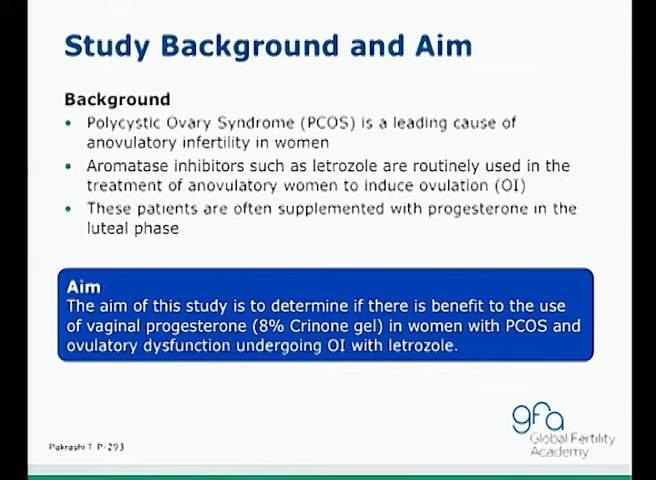 Study Background and Aim
Background
• Polycystic Ovary Syndrome (PCOS) is a leading cause of
anovulatory infertility in women
• Aromatase inhibitors such as letrozole are routinely used in the
treatment of anovulatory women to induce ovulation (OI)
• These patients are often supplemented with progesterone in the
luteal phase
Aim
The aim of this study is to determine if there is benefit to the use
of vaginal progesterone (8% Crinone gel) in women with PCOS and
ovulatory dysfunction undergoing OI with letrozole.
Pakrashi T. P-293
gfa
Global Fertility
Academy